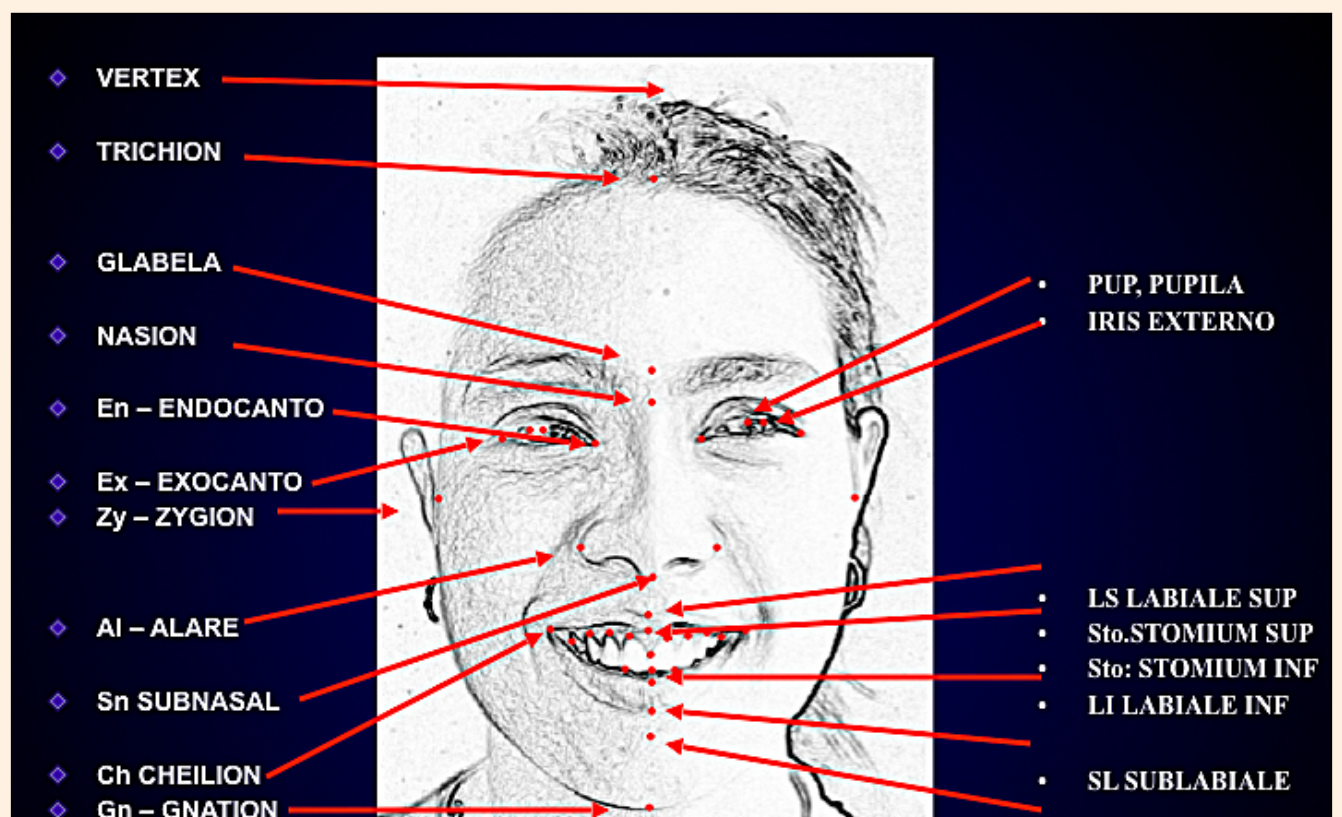 VERTEX
TRICHION
GLABELA
NASION
En – ENDOCANTO
Ex – EXOCANTO
Zy – ZYGION
Al – ALARE
Sn SUBNASAL
Ch CHEILION
Gn – GNATION
PUP, PUPILA
IRIS EXTERNO
LS LABIALE SUP
Sto.STOMIUM SUP
Sto: STOMIUM INF
LI LABIALE INF
SL SUBLABIALE